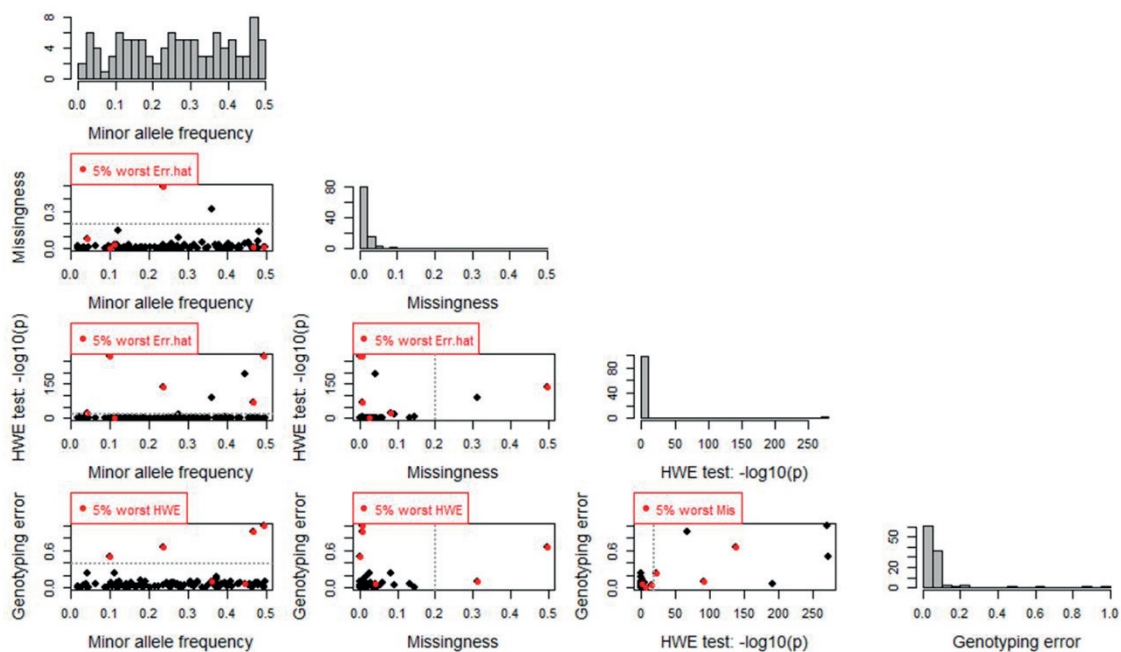 0 4 8
0.0 0.1 0.2 0.3 0.4 0.5
Minor allele frequency
5% worst Err.hat
Missingness
0.0 0.3
0.0 0.1 0.2 0.3 0.4 0.5
Minor allele frequency
0 40 80
0.0 0.1 0.2 0.3 0.4 0.5
Missingness
5% worst Err.hat
HWE test: -log10(p)
0 150
0.0 0.1 0.2 0.3 0.4 0.5
Minor allele frequency
5% worst Err.hat
HWE test: -log10(p)
0 150
0.0 0.1 0.2 0.3 0.4 0.5
Missingness
0 40 80
0 50 100 150 200 250
HWE test: -log10(p)
5% worst HWE
Genotyping error
0.0 0.6
0.0 0.1 0.2 0.3 0.4 0.5
Minor allele frequency
5% worst HWE
Genotyping error
0.0 0.6
0.0 0.1 0.2 0.3 0.4 0.5
Missingness
5% worst Mis
Genotyping error
0.0 0.6
0 50 100 150 200 250
HWE test: -log10(p)
0 20 50
0.0 0.2 0.4 0.6 0.8 1.0
Genotyping error